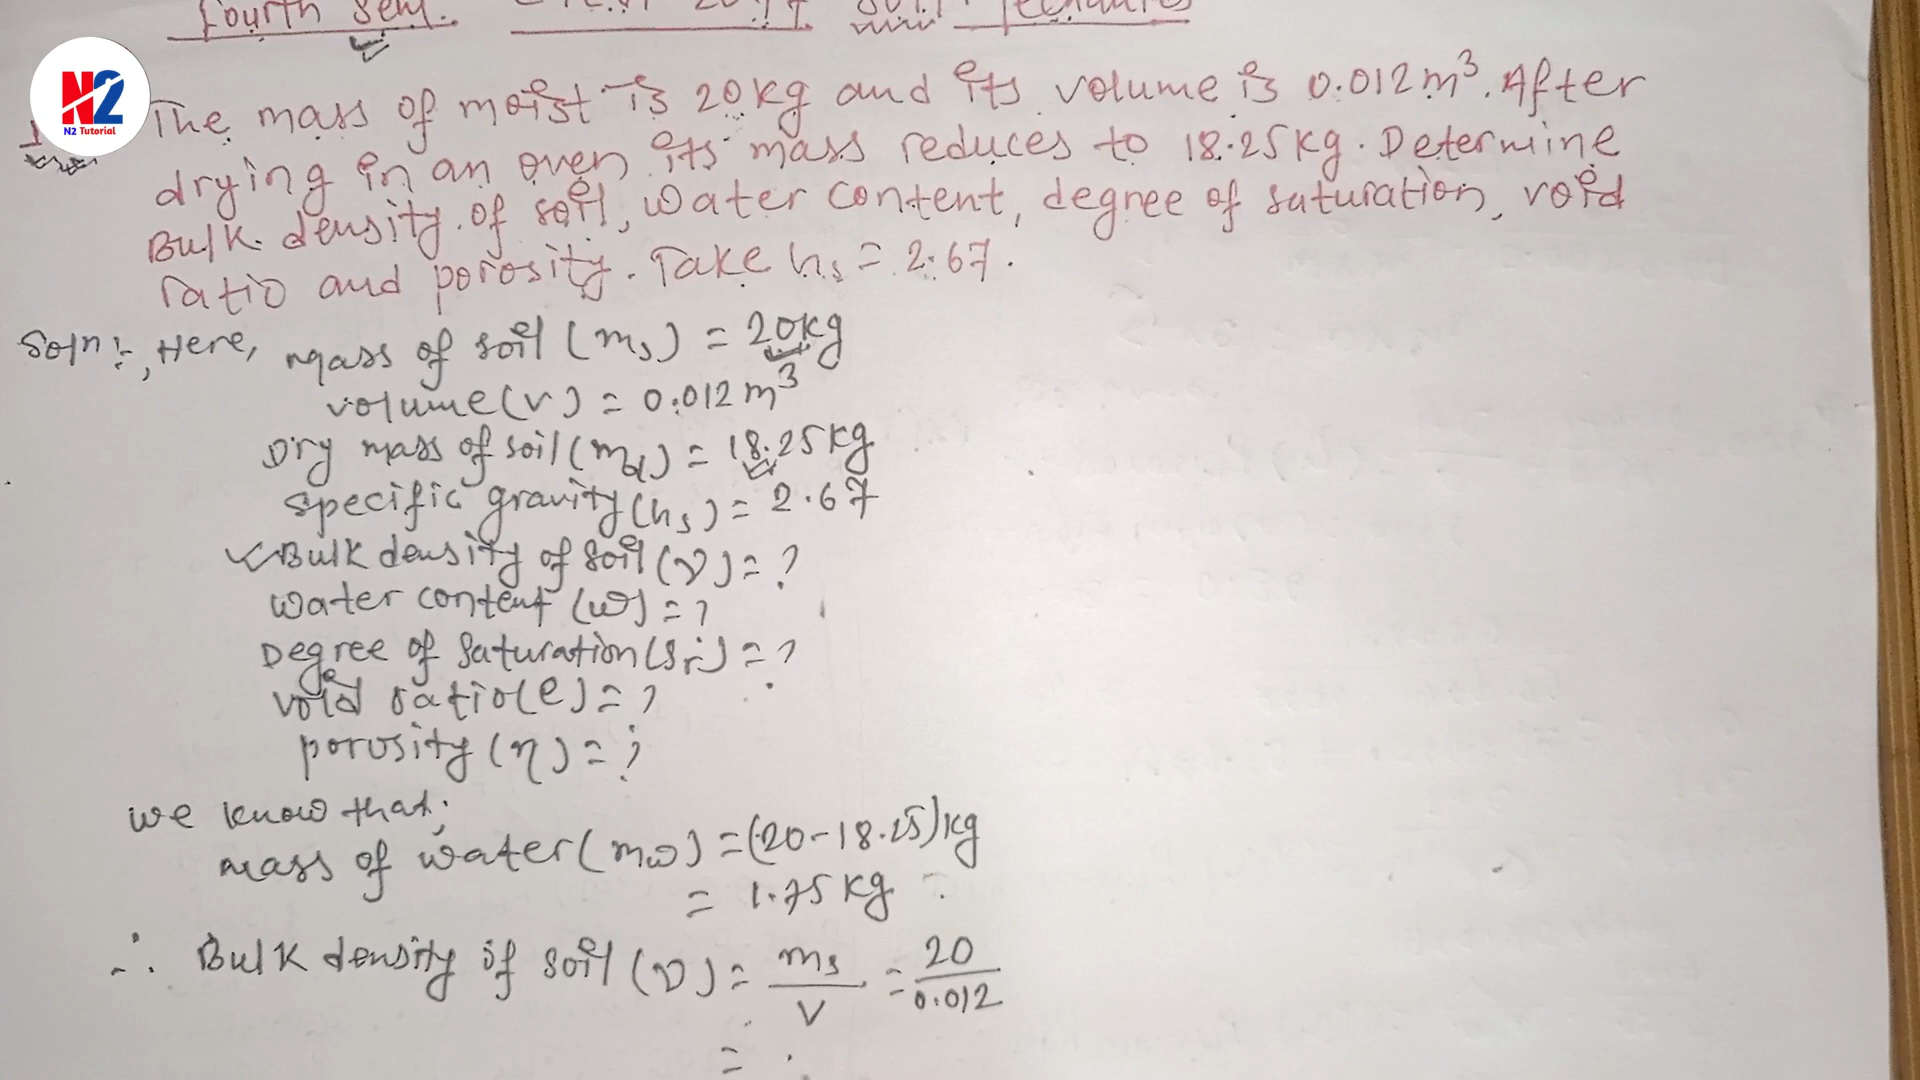 Fourth Sem.
N2
N2 Tutorial
The mass of moist is 20kg and its volume is 0.012m³. After
drying in an oven its mass reduces to 18.25kg. Determine
Bulk density of soil, water content, degree of saturation, void
ratio and porosity. Take hs = 2.67.
Soln:-, Here, mass of soil (ms) = 20kg
volume (v) = 0.012 m³
Dry mass of soil (md) = 18.25kg
specific gravity (hs) = 2.67
Bulk density of soil (γ) = ?
water content (w) = ?
Degree of saturation (sr) = ?
void ratio (e) = ?
porosity (η) = ?
we know that;
mass of water (mw) = (20-18.25)kg
= 1.75 kg
∴ Bulk density of soil (γ) = ms/v = 20/0.012
=